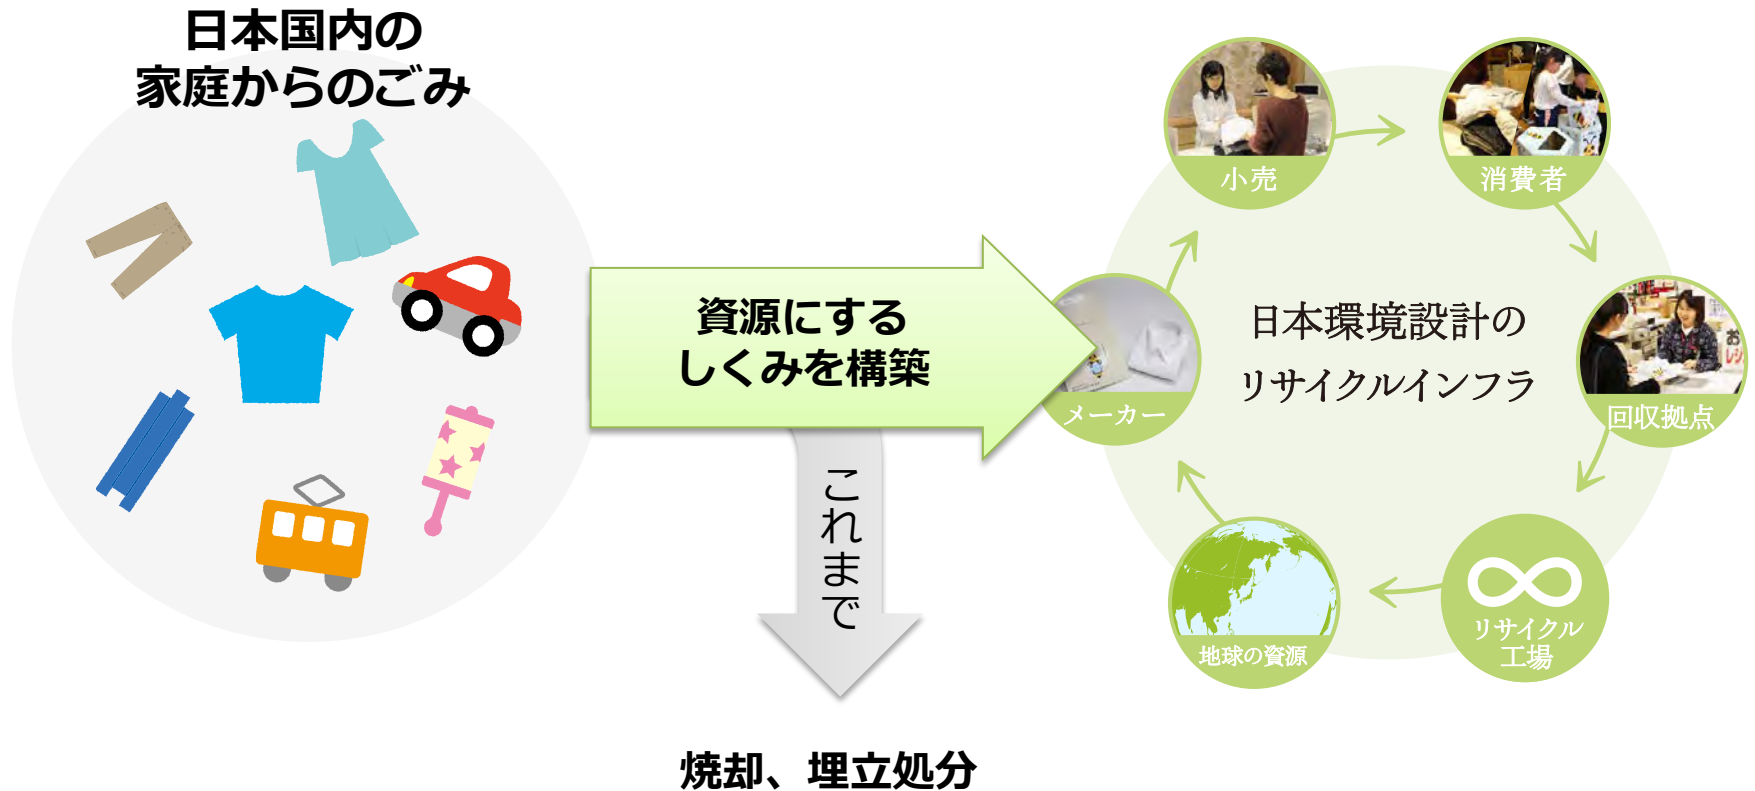 日本国内の
家庭からのごみ
資源にする
しくみを構築
これまで
焼却、埋立処分
小売
消費者
メーカー
日本環境設計の
リサイクルインフラ
回収拠点
地球の資源
リサイクル
工場
お
レジ